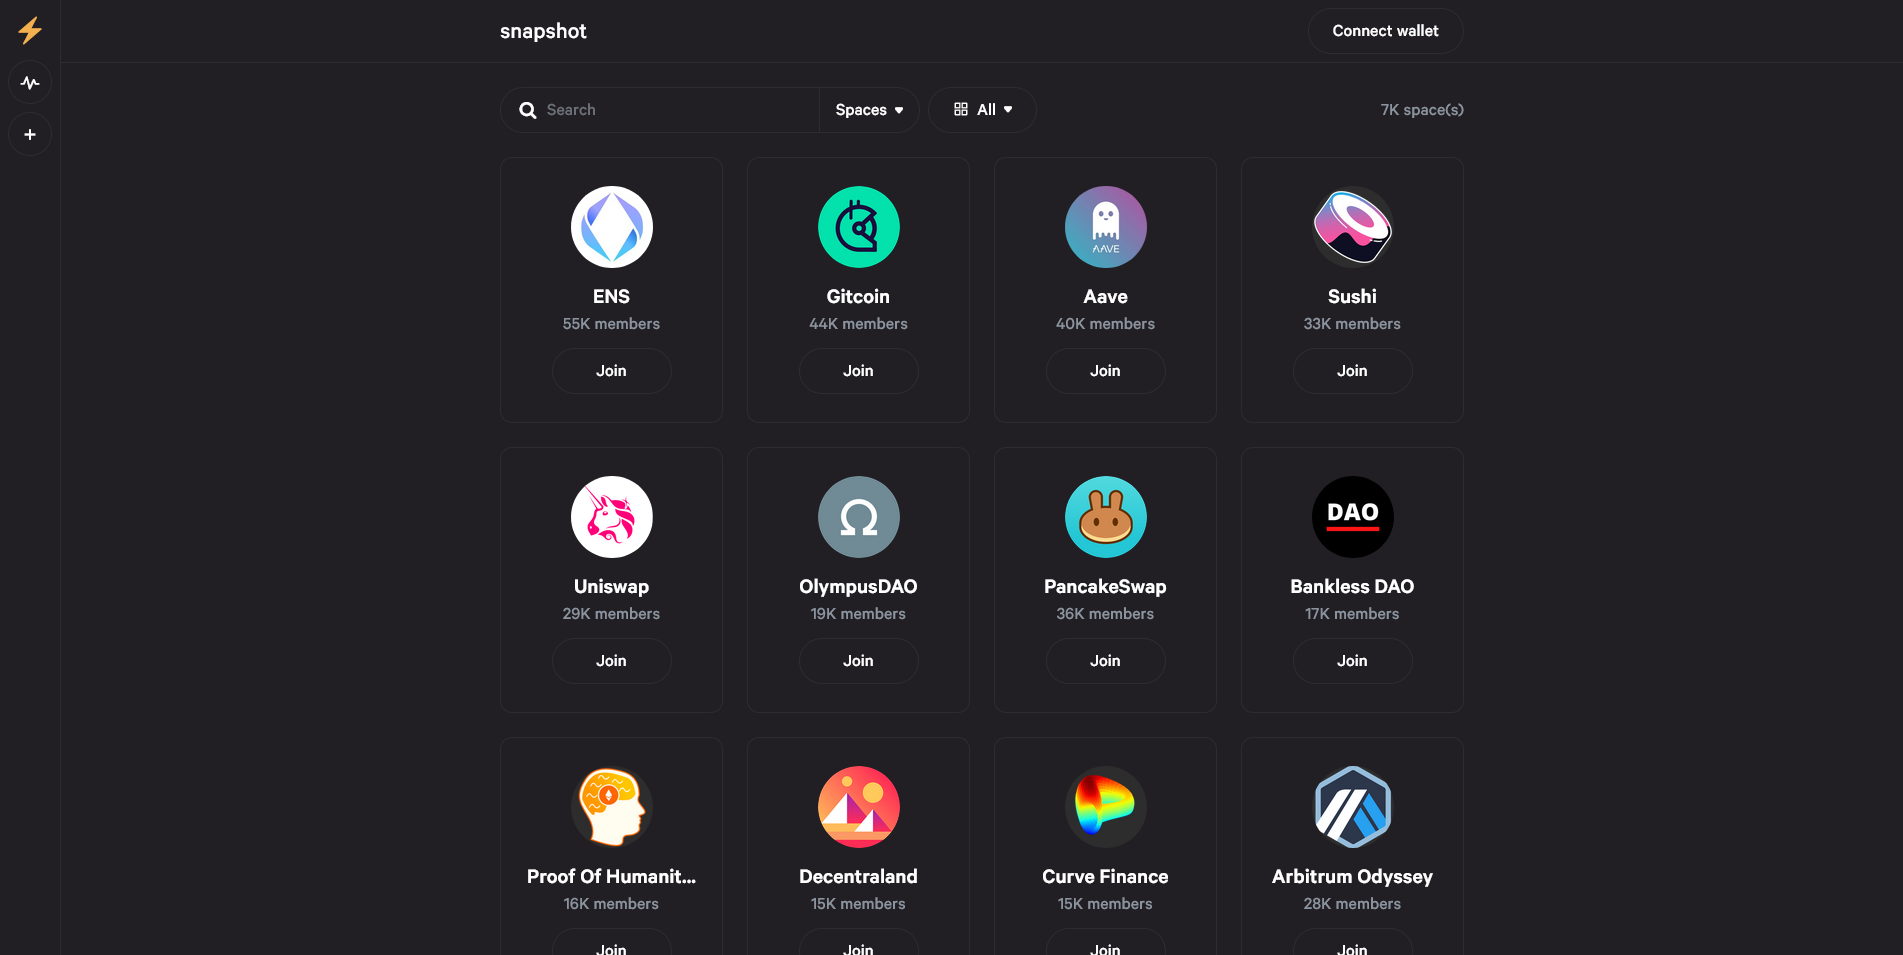 snapshot
Connect wallet
Search
Spaces
All
7K space(s)
AAVE
ENS
Gitcoin
Aave
Sushi
55K members
44K members
40K members
33K members
Join
Join
Join
Join
DAO
Uniswap
OlympusDAO
PancakeSwap
Bankless DAO
29K members
19K members
36K members
17K members
Join
Join
Join
Join
Proof Of Humanit...
Decentraland
Curve Finance
Arbitrum Odyssey
16K members
15K members
15K members
28K members
Join
Join
Join
Join